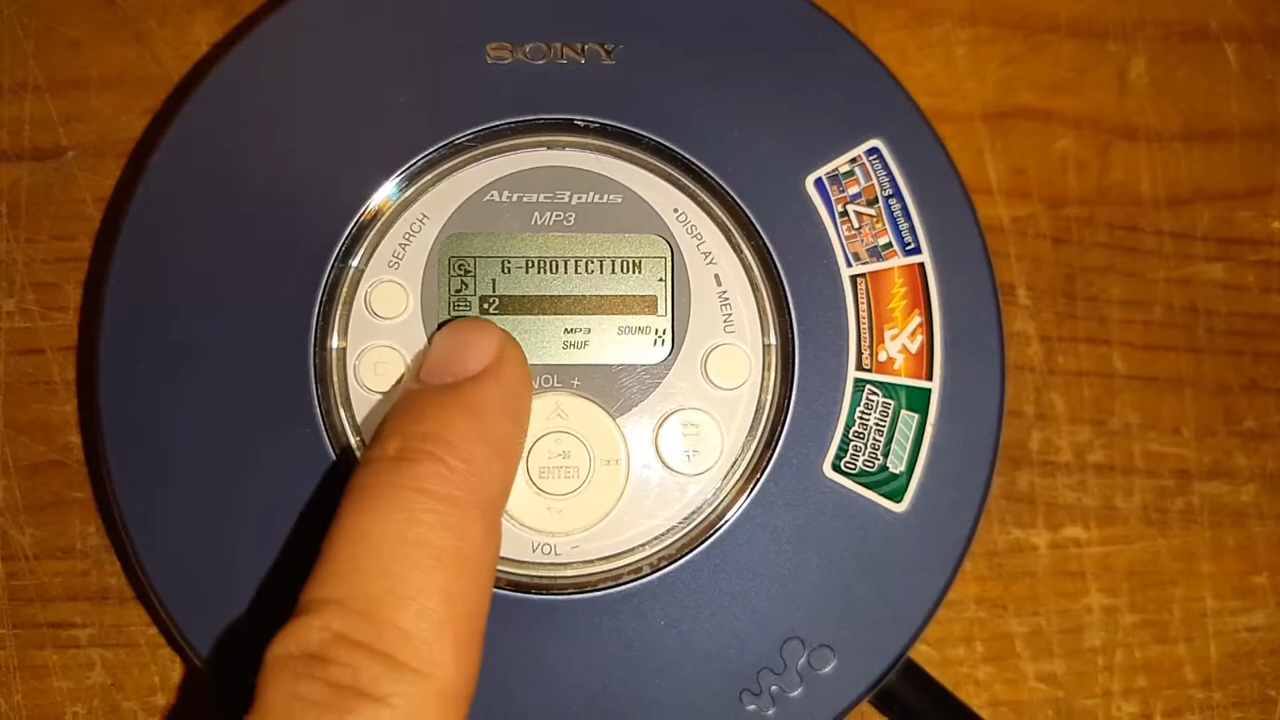 SONY
Atrac3plus
MP3
SEARCH
•DISPLAY
MENU
G-PROTECTION
1
2
MP3
SOUND
SHUF
VOL +
ENTER
VOL −
7
Language Support
G-PROTECTION
One Battery
Operation